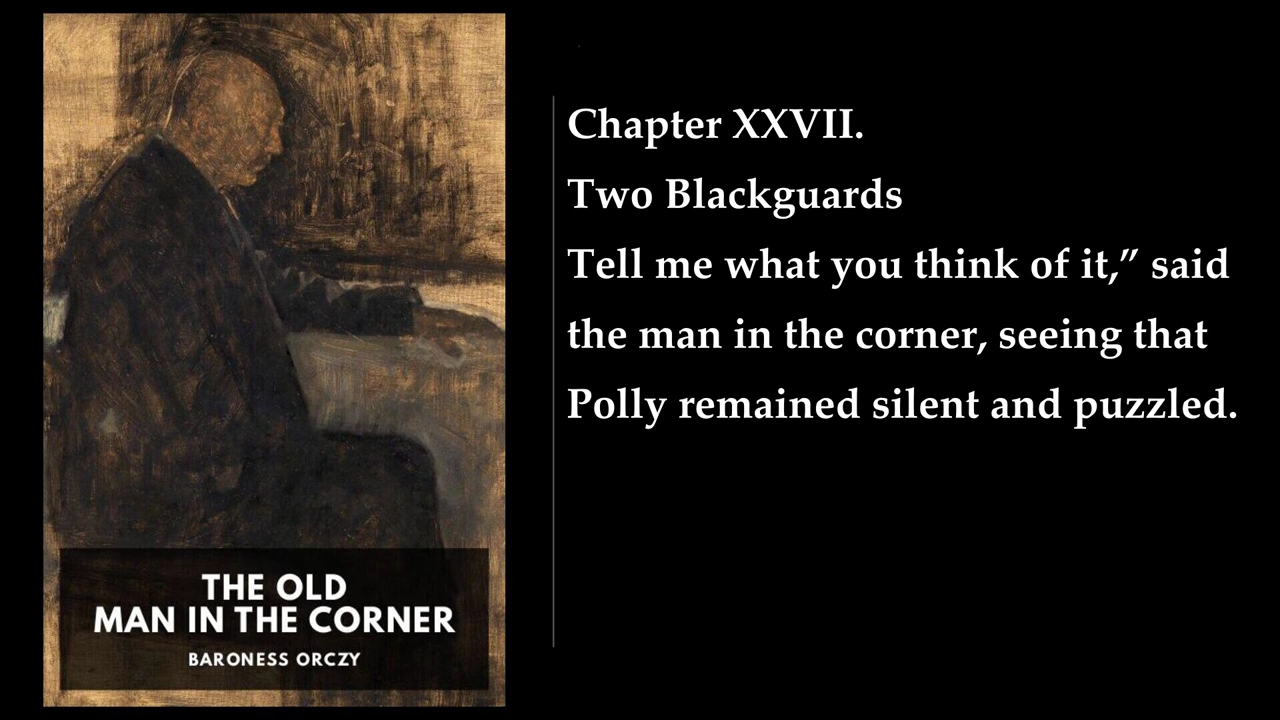 THE OLD
MAN IN THE CORNER
BARONESS ORCZY
Chapter XXVII.
Two Blackguards
Tell me what you think of it,” said
the man in the corner, seeing that
Polly remained silent and puzzled.